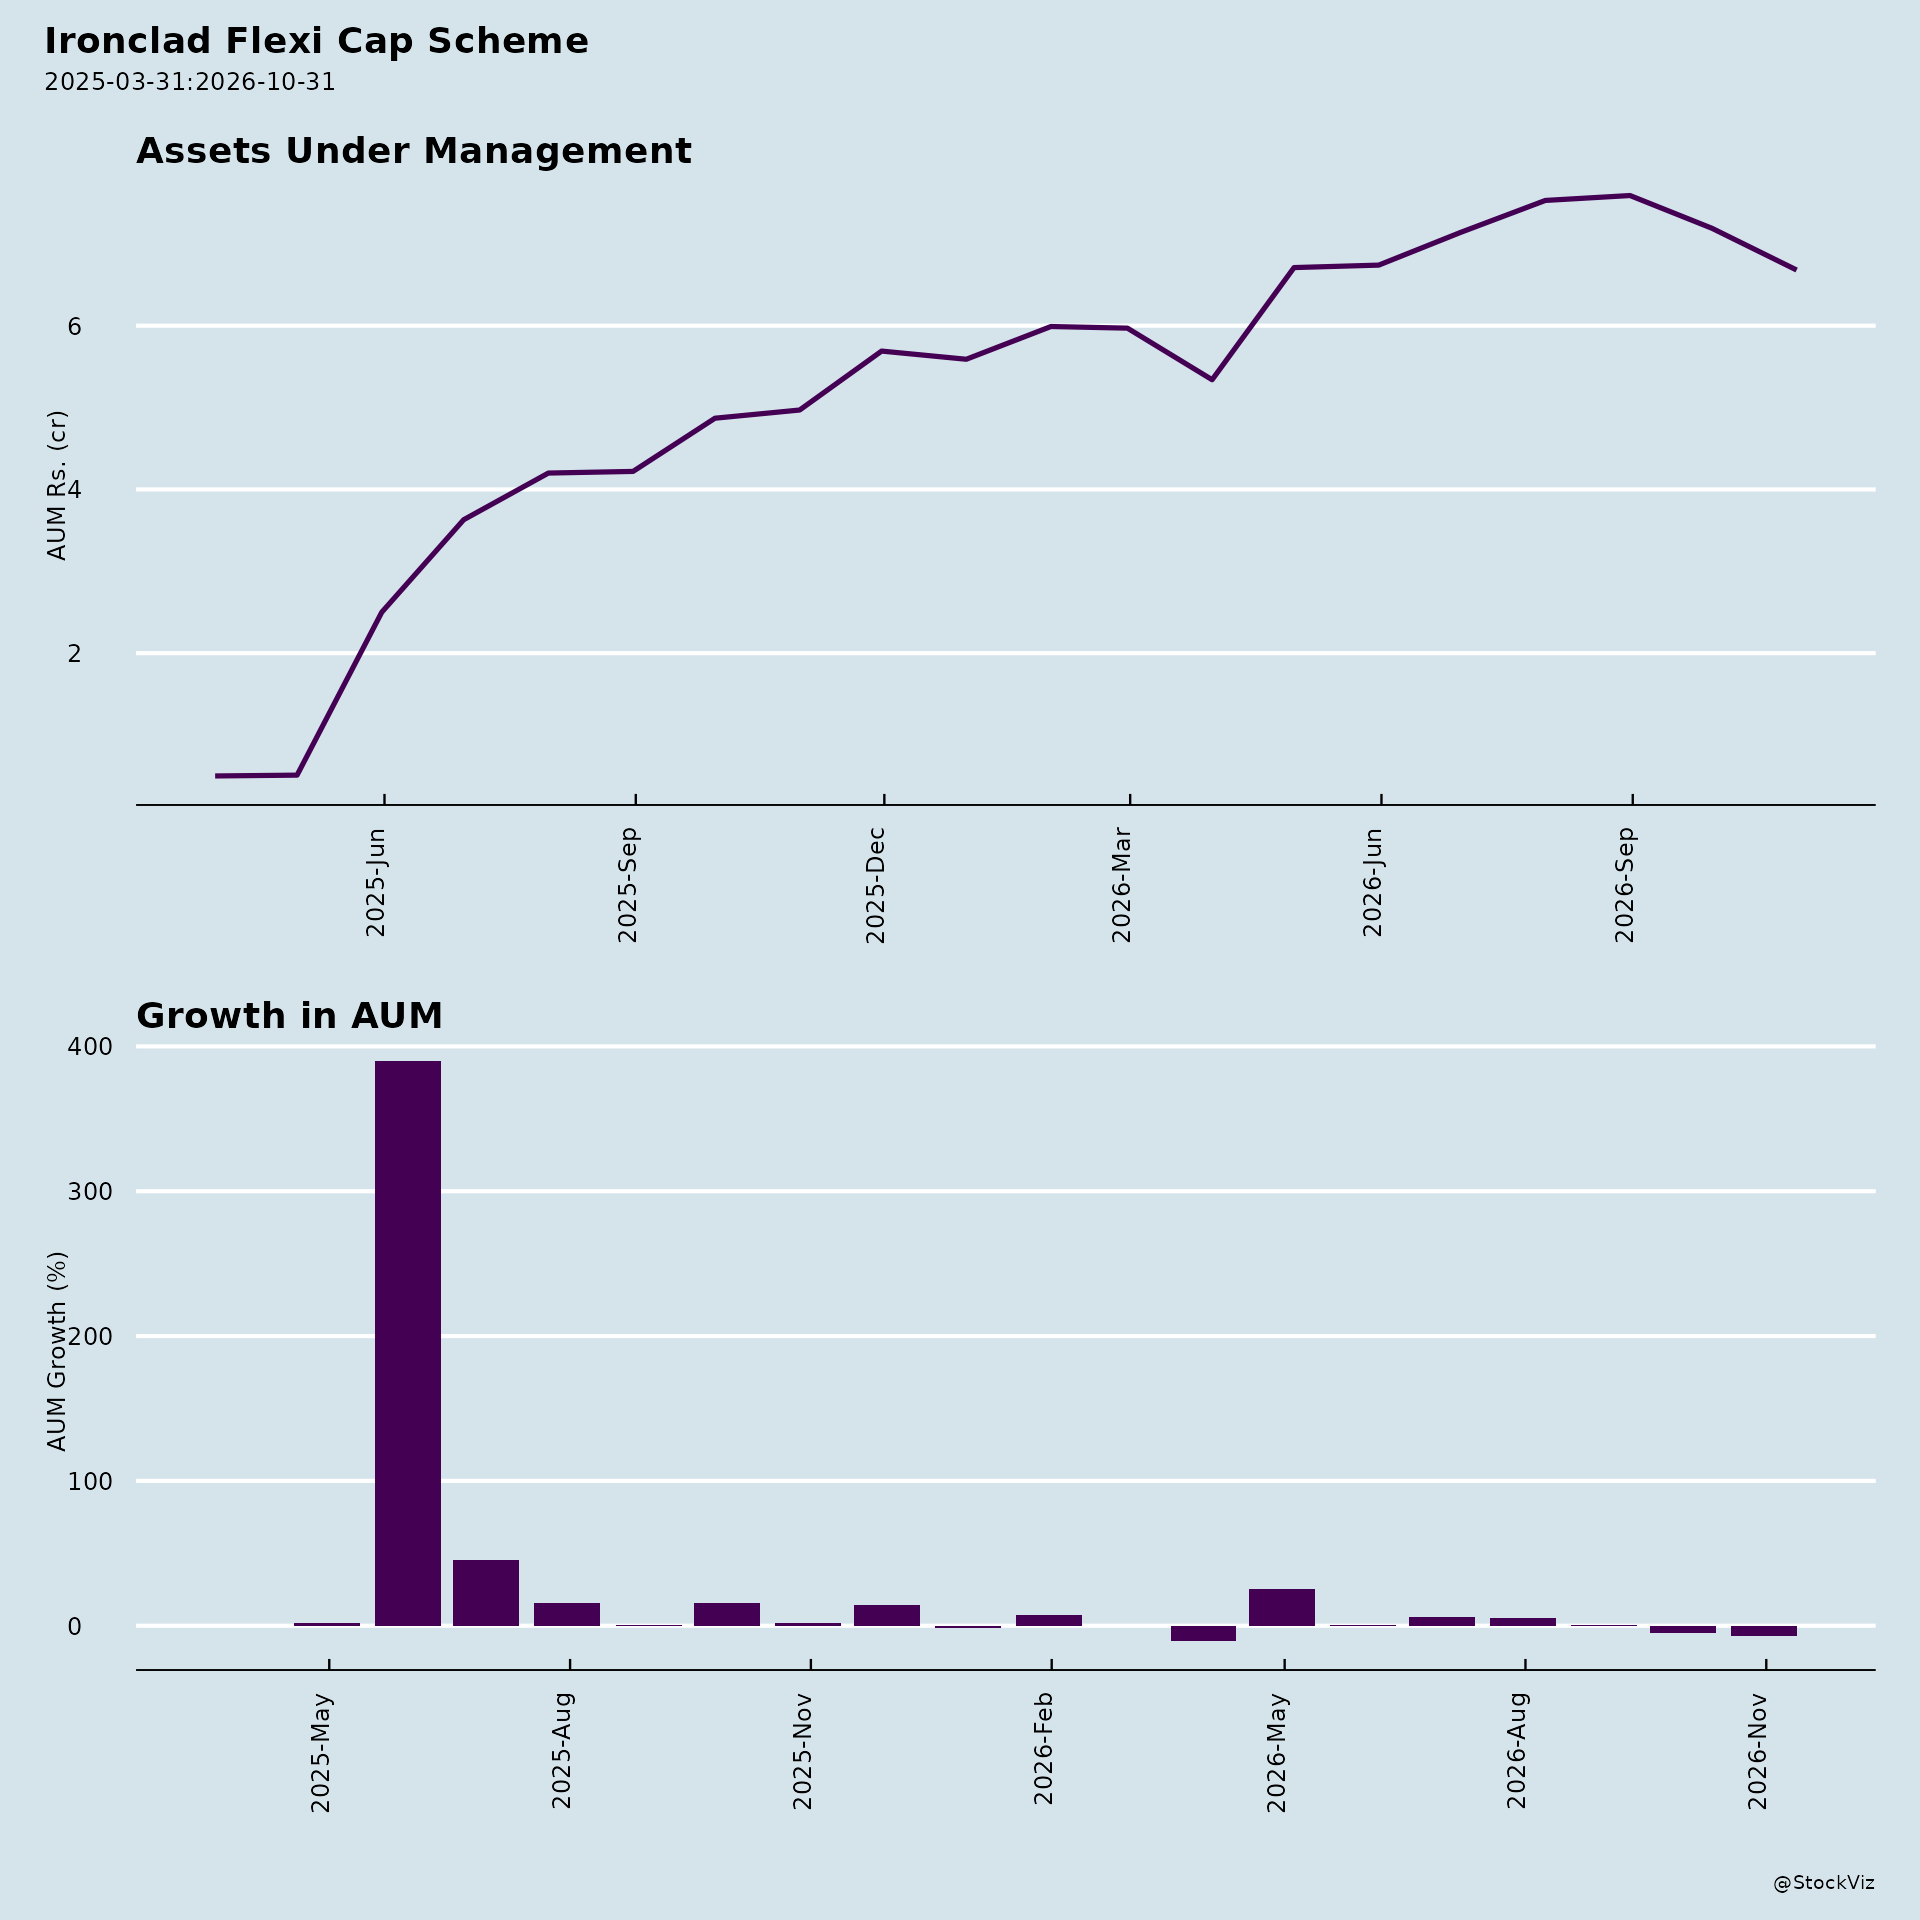 Ironclad Flexi Cap Scheme
2025-03-31:2026-10-31
Assets Under Management
AUM Rs. (cr)
6
4
2
2025-Jun
2025-Sep
2025-Dec
2026-Mar
2026-Jun
2026-Sep
Growth in AUM
AUM Growth (%)
400
300
200
100
0
2025-May
2025-Aug
2025-Nov
2026-Feb
2026-May
2026-Aug
2026-Nov
@StockViz